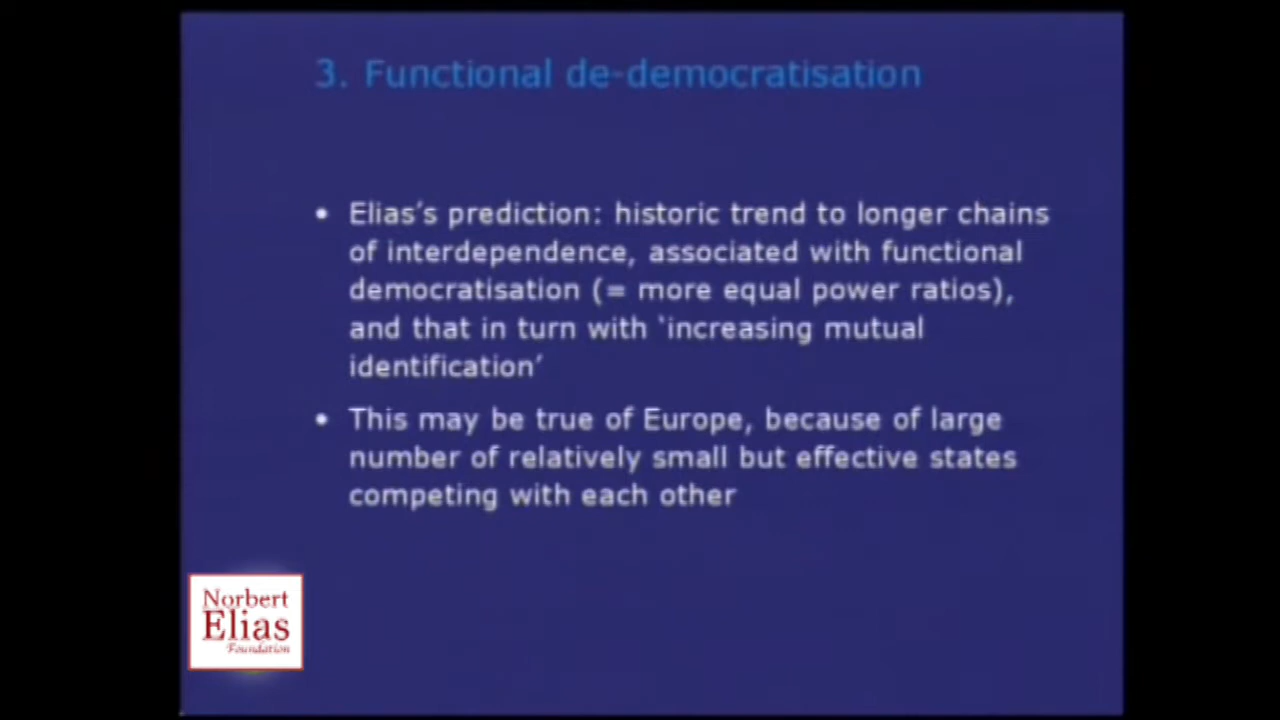 3. Functional de-democratisation
• Elias’s prediction: historic trend to longer chains
of interdependence, associated with functional
democratisation (= more equal power ratios),
and that in turn with ‘increasing mutual
identification’
• This may be true of Europe, because of large
number of relatively small but effective states
competing with each other
Norbert
Elias
Foundation